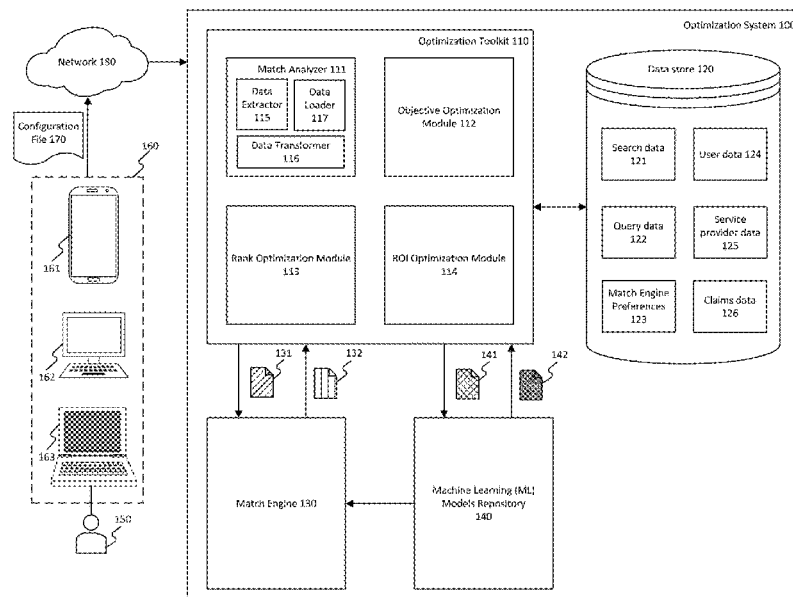 Optimization System 100
Optimization Toolkit 110
Network 180
Configuration
File 170
160
161
162
163
150
Match Analyzer 111
Data
Extractor
115
Data
Loader
117
Data Transformer
116
Objective Optimization
Module 112
Rank Optimization Module
113
ROI Optimization Module
114
Data store 120
Search data
121
User data 124
Query data
122
Service
provider data
125
Match Engine
Preferences
123
Claims data
126
131
132
141
142
Match Engine 130
Machine Learning (ML)
Models Repository
140